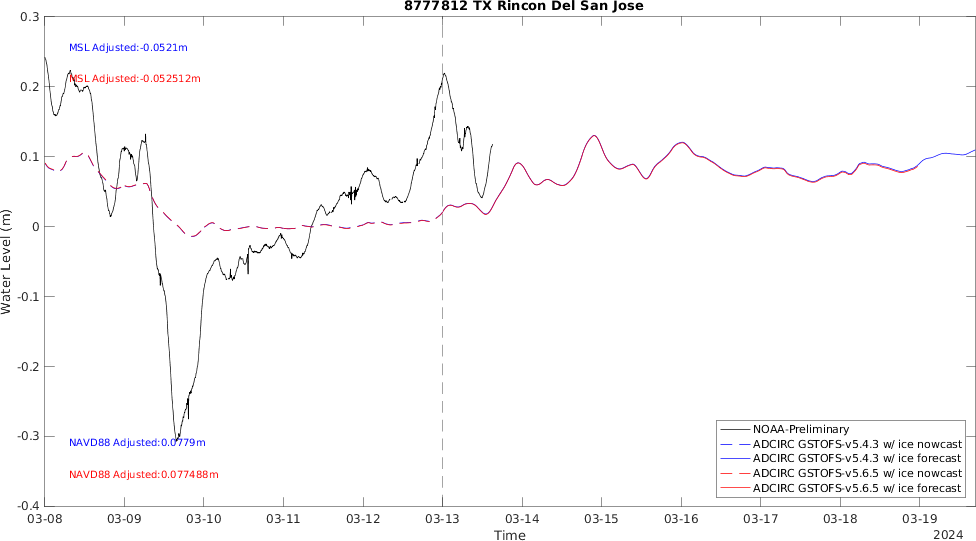 8777812 TX Rincon Del San Jose
MSL Adjusted:-0.0521m
MSL Adjusted:-0.052512m
NAVD88 Adjusted:0.0779m
NAVD88 Adjusted:0.077488m
Water Level (m)
0.3
0.2
0.1
0
-0.1
-0.2
-0.3
-0.4
03-08 03-09 03-10 03-11 03-12 03-13 03-14 03-15 03-16 03-17 03-18 03-19
Time
2024
NOAA-Preliminary
ADCIRC GSTOFS-v5.4.3 w/ ice nowcast
ADCIRC GSTOFS-v5.4.3 w/ ice forecast
ADCIRC GSTOFS-v5.6.5 w/ ice nowcast
ADCIRC GSTOFS-v5.6.5 w/ ice forecast